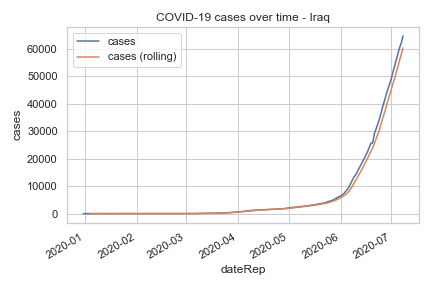 COVID-19 cases over time - Iraq
cases
cases (rolling)
60000
50000
40000
30000
20000
10000
0
cases
2020-01
2020-02
2020-03
2020-04
2020-05
2020-06
2020-07
dateRep